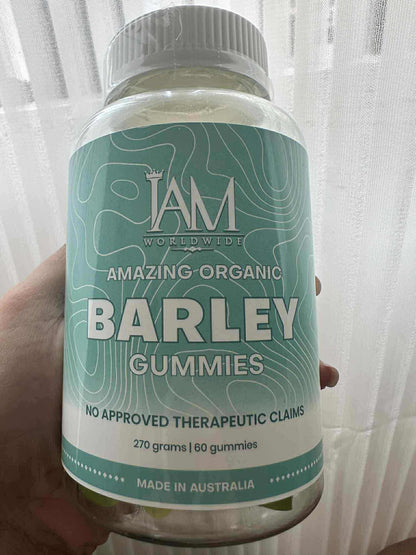 IAM
WORLDWIDE
AMAZING ORGANIC
BARLEY
GUMMIES
NO APPROVED THERAPEUTIC CLAIMS
270 grams | 60 gummies
MADE IN AUSTRALIA